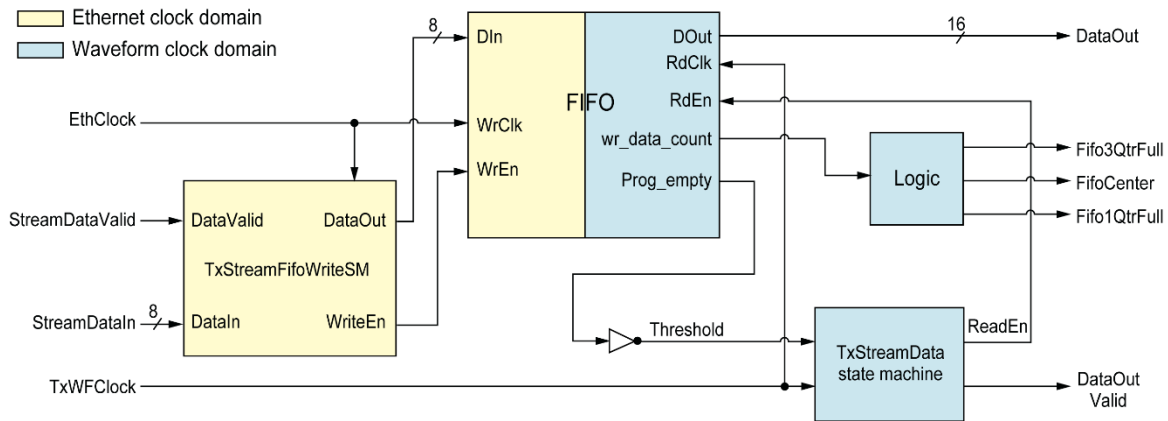 Ethernet clock domain
Waveform clock domain
8
DIn
DOut
16
DataOut
RdClk
FIFO
RdEn
EthClock
WrClk
wr_data_count
Fifo3QtrFull
WrEn
Prog_empty
Logic
FifoCenter
StreamDataValid
DataValid
DataOut
Fifo1QtrFull
TxStreamFifoWriteSM
StreamDataIn
8
DataIn
WriteEn
Threshold
ReadEn
TxStreamData
state machine
TxWFClock
DataOut
Valid